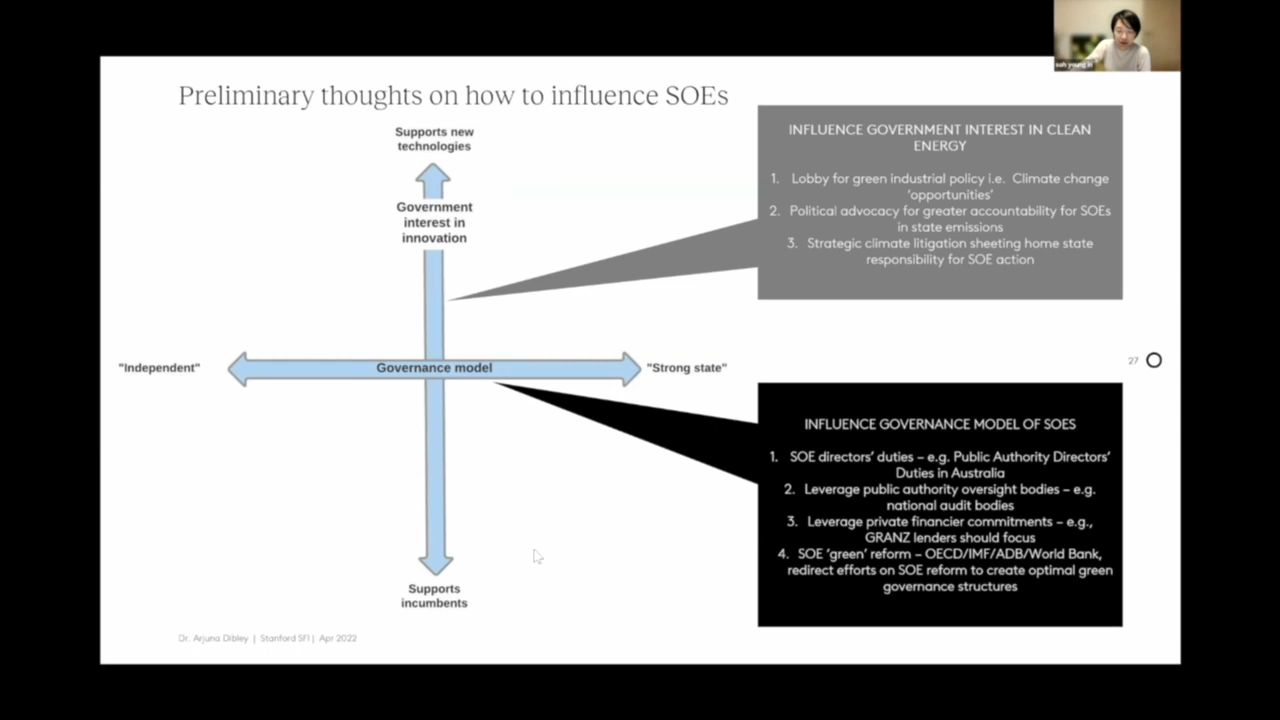 suh young in
Preliminary thoughts on how to influence SOEs
Supports new
technologies
Government
interest in
innovation
"Independent"
Governance model
"Strong state"
Supports
incumbents
INFLUENCE GOVERNMENT INTEREST IN CLEAN
ENERGY
1. Lobby for green industrial policy i.e. Climate change
'opportunities'
2. Political advocacy for greater accountability for SOEs
in state emissions
3. Strategic climate litigation sheeting home state
responsibility for SOE action
27
INFLUENCE GOVERNANCE MODEL OF SOES
1. SOE directors' duties – e.g. Public Authority Directors'
Duties in Australia
2. Leverage public authority oversight bodies – e.g.
national audit bodies
3. Leverage private financier commitments – e.g.,
GRANZ lenders should focus
4. SOE 'green' reform – OECD/IMF/ADB/World Bank,
redirect efforts on SOE reform to create optimal green
governance structures
Dr. Arjuna Dibley | Stanford SFI | Apr 2022